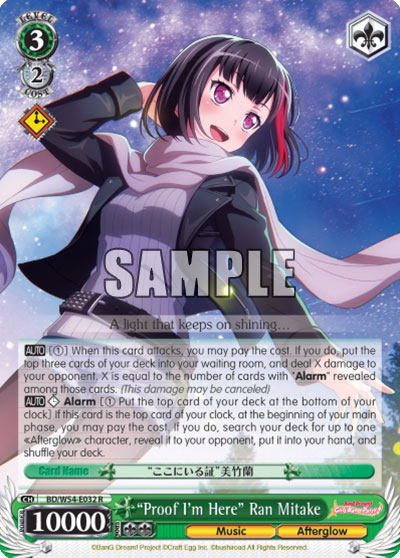 LEVEL
3
2
COST
SAMPLE
A light that keeps on shining…
AUTO [①] When this card attacks, you may pay the cost. If you do, put the
top three cards of your deck into your waiting room, and deal X damage to
your opponent. X is equal to the number of cards with "Alarm" revealed
among those cards. (This damage may be canceled)
AUTO Alarm [① Put the top card of your deck at the bottom of your
clock] If this card is the top card of your clock, at the beginning of your main
phase, you may pay the cost. If you do, search your deck for up to one
«Afterglow» character, reveal it to your opponent, put it into your hand, and
shuffle your deck.
Card Name
“ここにいる証”美竹蘭
CH
BD/W54-E032 R
POWER
10000
“Proof I'm Here” Ran Mitake
Music
Afterglow
©BanG Dream! Project ©Craft Egg Inc. ©bushiroad All Rights Reserved.